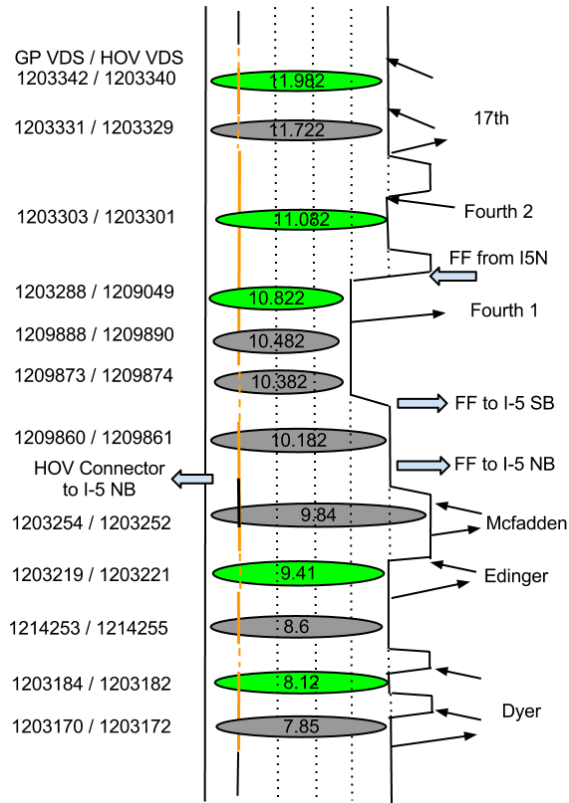 GP VDS / HOV VDS
1203342 / 1203340
11.982
1203331 / 1203329
11.722
17th
1203303 / 1203301
11.082
Fourth 2
FF from I5N
1203288 / 1209049
10.822
Fourth 1
1209888 / 1209890
10.482
1209873 / 1209874
10.382
FF to I-5 SB
1209860 / 1209861
10.182
HOV Connector
to I-5 NB
FF to I-5 NB
1203254 / 1203252
9.84
Mcfadden
1203219 / 1203221
9.41
Edinger
1214253 / 1214255
8.6
1203184 / 1203182
8.12
Dyer
1203170 / 1203172
7.85